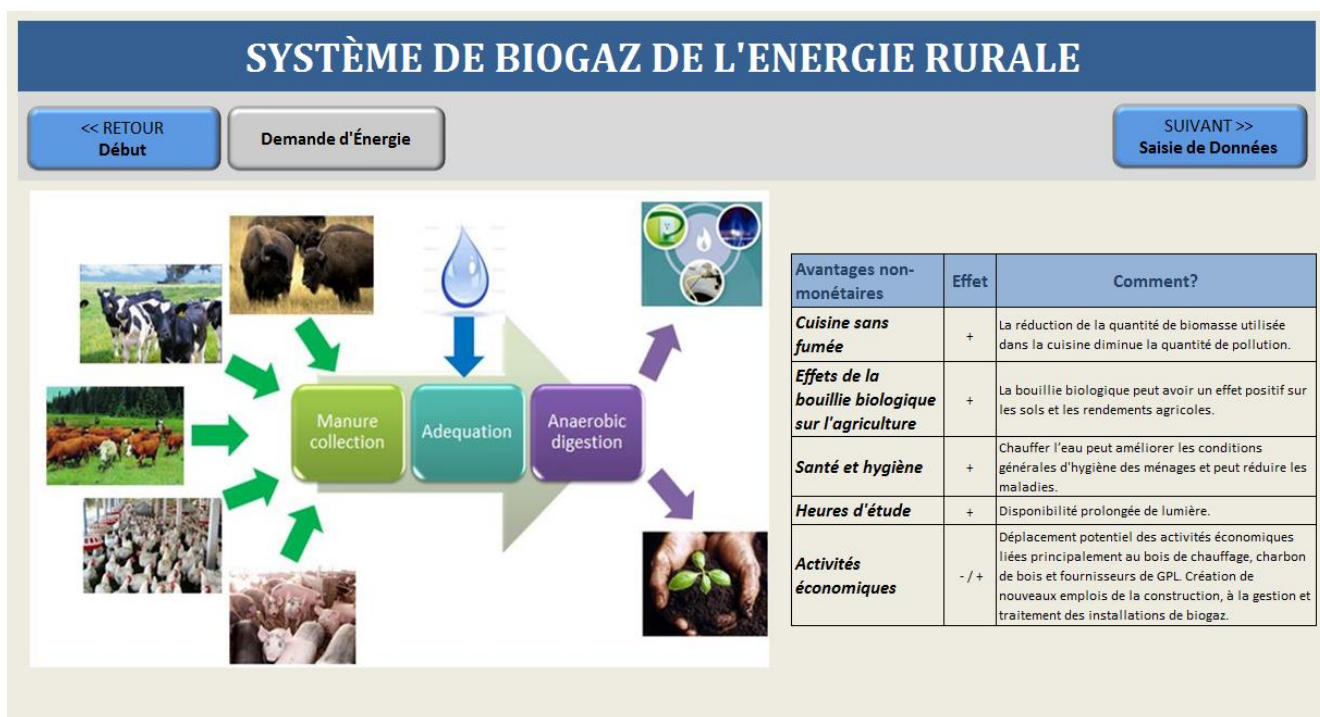 SYSTÈME DE BIOGAZ DE L'ENERGIE RURALE
<< RETOUR
Début
Demande d'Énergie
SUIVANT >>
Saisie de Données
Manure
collection
Adequation
Anaerobic
digestion
Avantages non-
monétaires
Effet
Comment?
Cuisine sans
fumée
+
La réduction de la quantité de biomasse utilisée
dans la cuisine diminue la quantité de pollution.
Effets de la
bouillie biologique
sur l'agriculture
+
La bouillie biologique peut avoir un effet positif sur
les sols et les rendements agricoles.
Santé et hygiène
+
Chauffer l'eau peut améliorer les conditions
générales d'hygiène des ménages et peut réduire les
maladies.
Heures d'étude
+
Disponibilité prolongée de lumière.
Activités
économiques
- / +
Déplacement potentiel des activités économiques
liées principalement au bois de chauffage, charbon
de bois et fournisseurs de GPL. Création de
nouveaux emplois de la construction, à la gestion et
traitement des installations de biogaz.